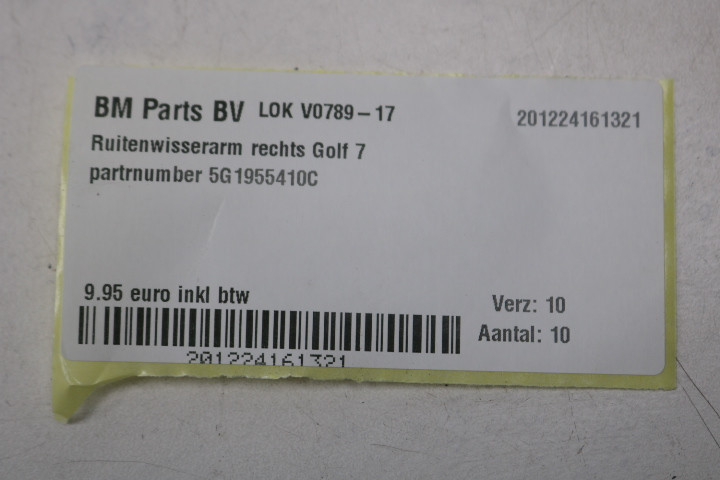 BM Parts BV LOK V0789-17 201224161321
Ruitenwisserarm rechts Golf 7
partrnumber 5G1955410C
9.95 euro inkl btw
Verz: 10
Aantal: 10
201224161321